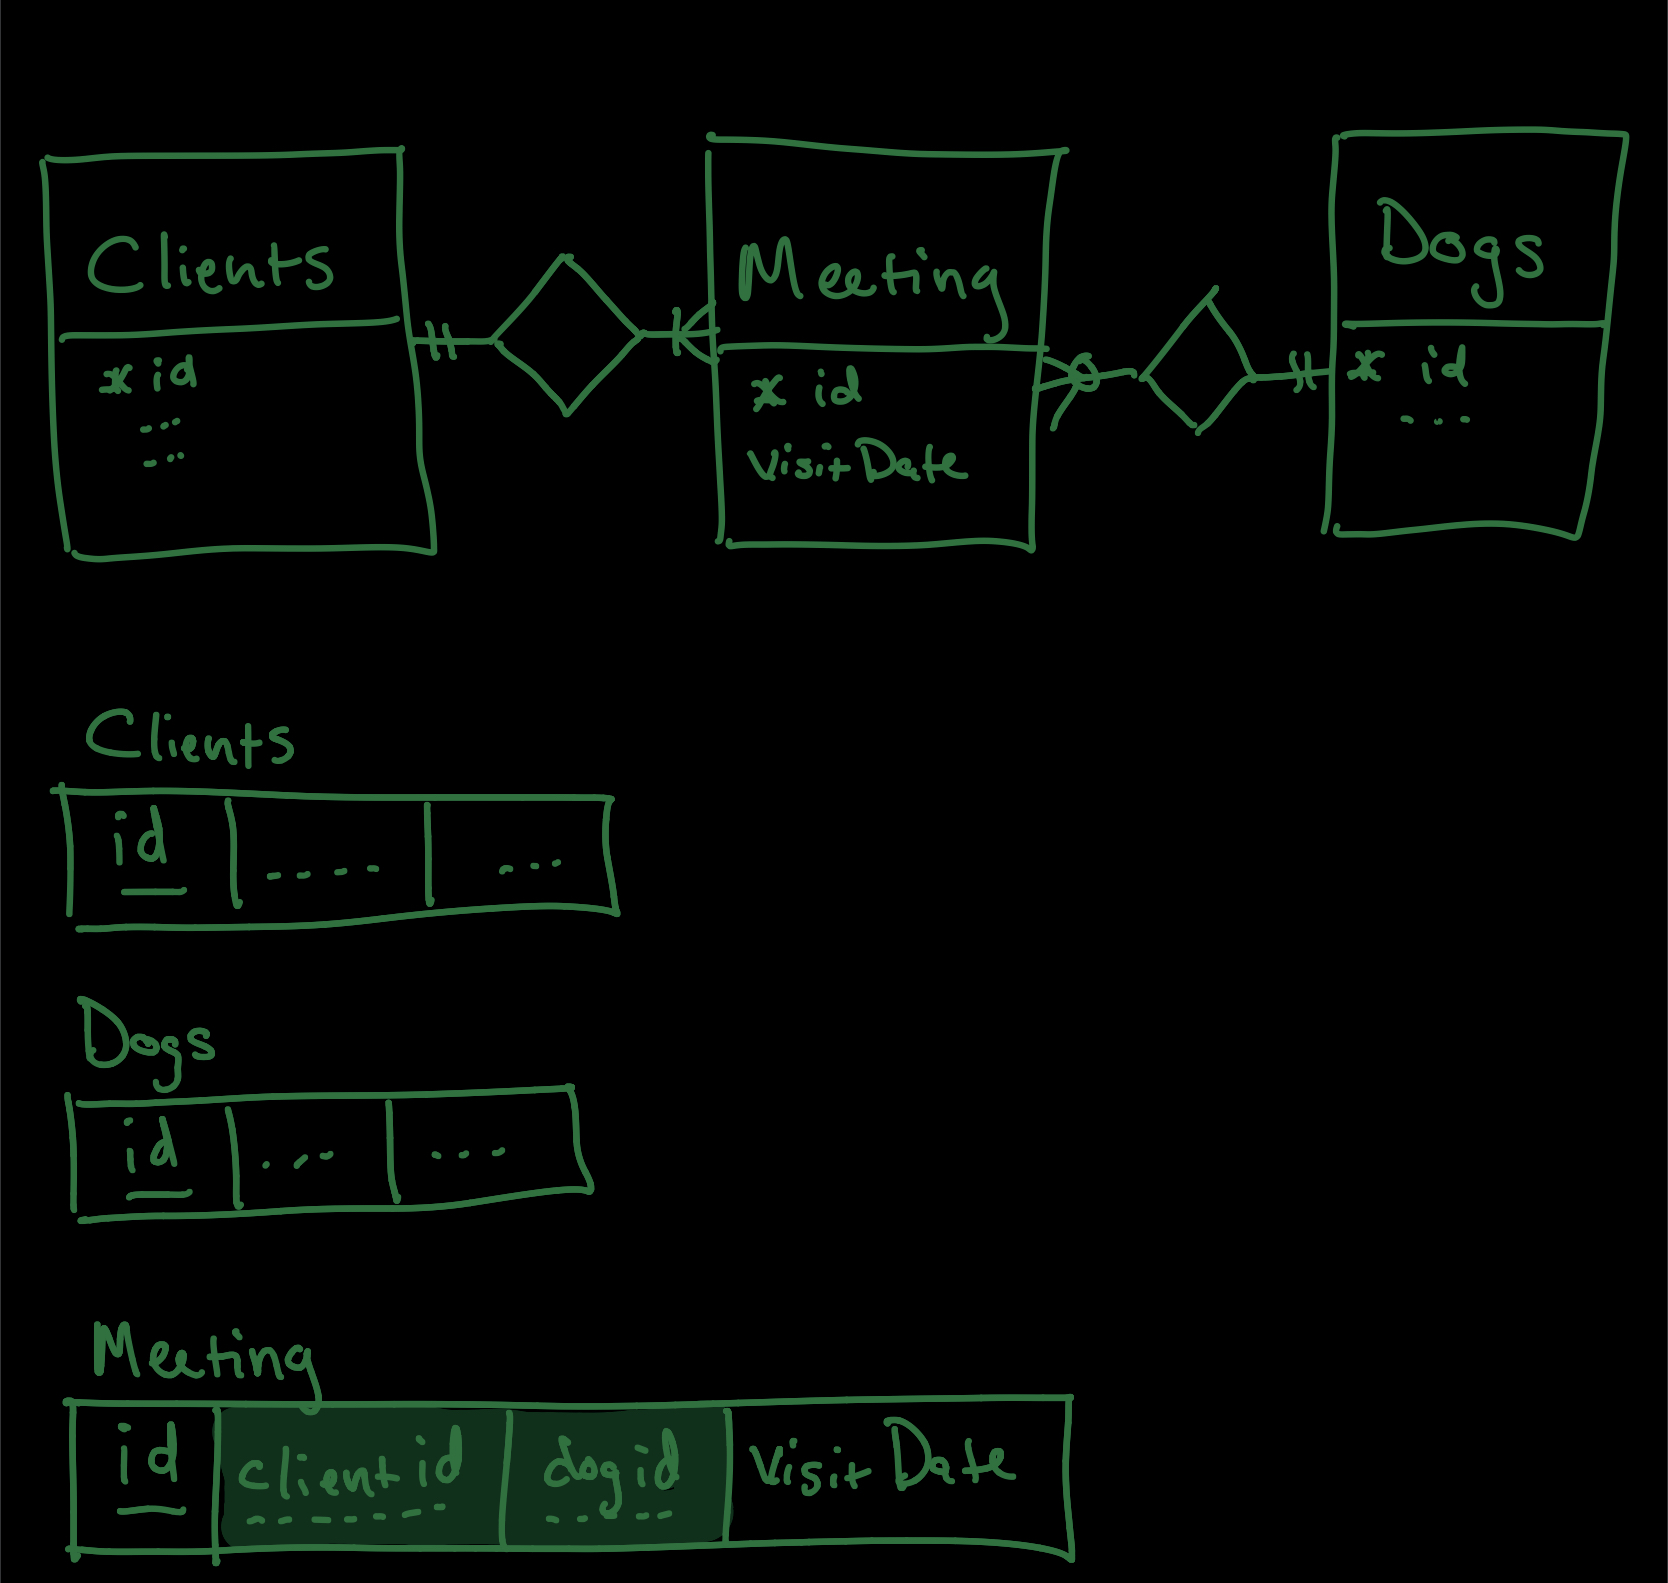 Clients
* id
---
---
Meeting
* id
visitDate
Dogs
* id
---
Clients
id ---- ---
Dogs
id --- ---
Meeting
id clientid dogid visitDate